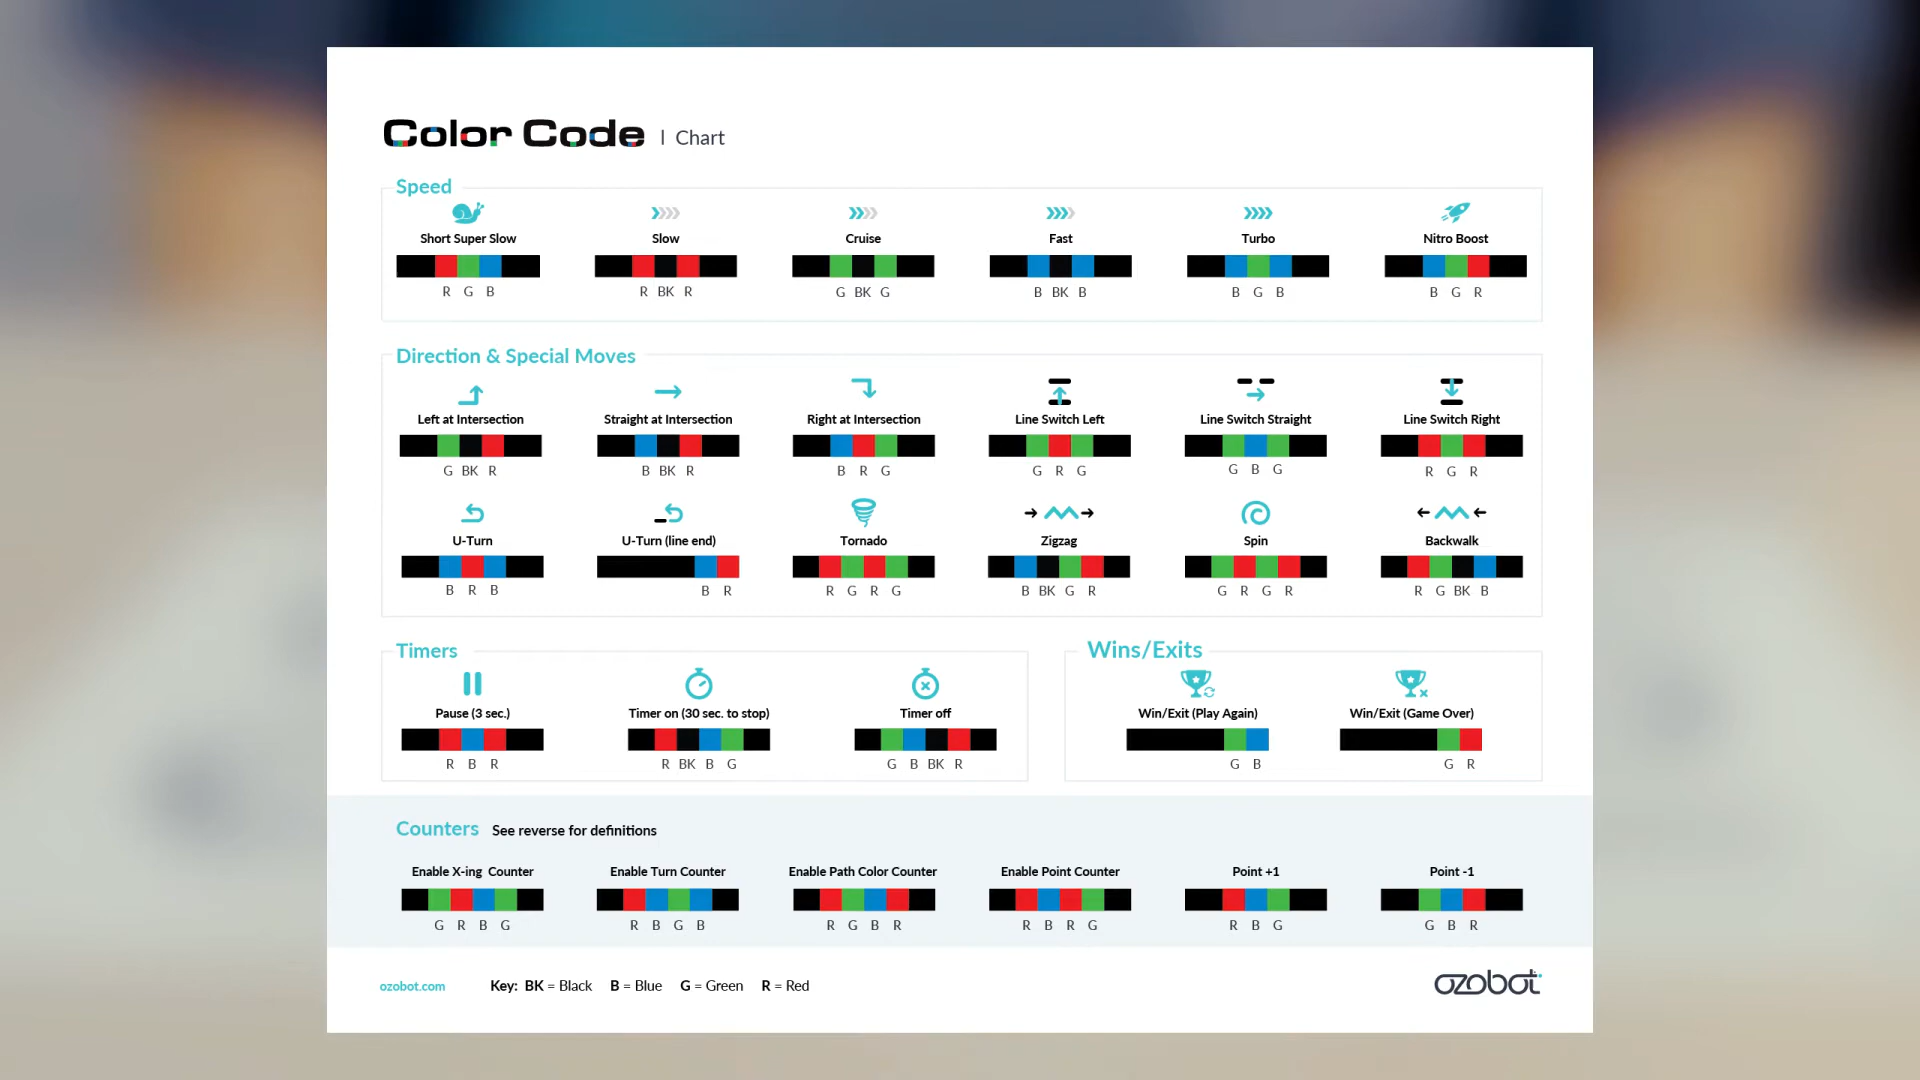 Color Code | Chart
Speed
Short Super Slow Slow Cruise Fast Turbo Nitro Boost
R G B R BK R G BK G B BK B B G B B G R
Direction & Special Moves
Left at Intersection Straight at Intersection Right at Intersection Line Switch Left Line Switch Straight Line Switch Right
G BK R B BK R B R G G R G G B G R G R
U-Turn U-Turn (line end) Tornado Zigzag Spin Backwalk
B R B B R R G R G B BK G R G R G R R G BK B
Timers
Pause (3 sec.) Timer on (30 sec. to stop) Timer off
R B R R BK B G G B BK R
Wins/Exits
Win/Exit (Play Again) Win/Exit (Game Over)
G B G R
Counters See reverse for definitions
Enable X-ing Counter Enable Turn Counter Enable Path Color Counter Enable Point Counter Point +1 Point -1
G R B G R B G B R G B R R B R G R B G G B R
ozobot.com Key: BK = Black B = Blue G = Green R = Red ozobot